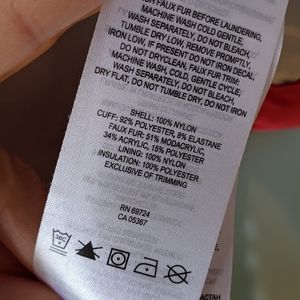 OR FAUX FUR BEFORE LAUNDERING,
MACHINE WASH COLD GENTLE,
WASH SEPARATELY, DO NOT BLEACH,
TUMBLE DRY LOW, REMOVE PROMPTLY,
IRON LOW, IF PRESENT DO NOT IRON DECAL,
DO NOT DRYCLEAN. FAUX FUR TRIM,
MACHINE WASH, COLD, GENTLE CYCLE,
WASH SEPARATELY, DO NOT BLEACH,
DRY FLAT, DO NOT TUMBLE DRY, DO NOT IRON
SHELL: 100% NYLON
CUFF: 92% POLYESTER, 8% ELASTANE
FAUX FUR: 51% MODACRYLIC,
34% ACRYLIC, 15% POLYESTER
LINING: 100% NYLON
INSULATION: 100% POLYESTER
EXCLUSIVE OF TRIMMING
RN 69724
CA 05367
30C